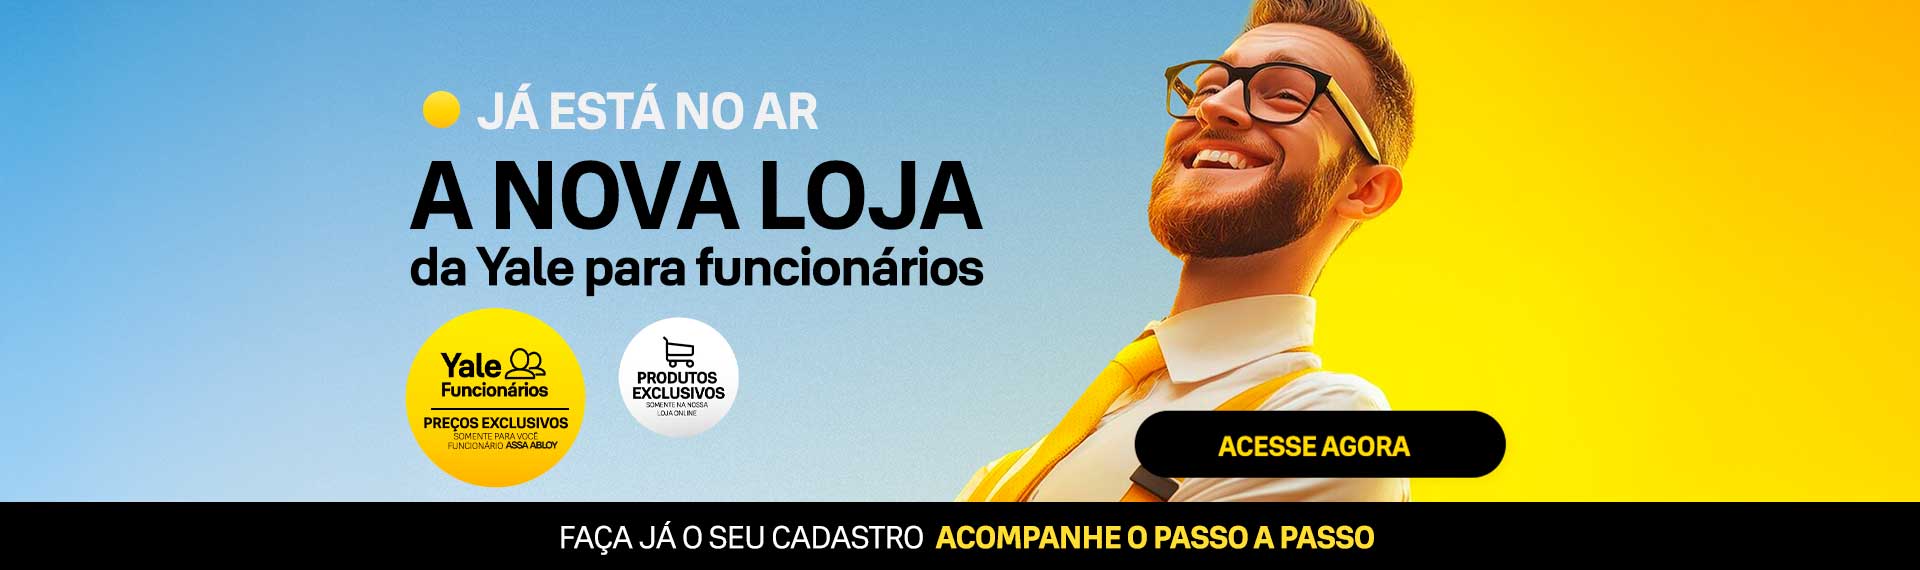 JÁ ESTÁ NO AR
A NOVA LOJA
da Yale para funcionários
Yale
Funcionários
PREÇOS EXCLUSIVOS
SOMENTE PARA VOCÊ
FUNCIONÁRIO ASSA ABLOY
PRODUTOS
EXCLUSIVOS
SOMENTE NA NOSSA
LOJA ONLINE
ACESSE AGORA
FAÇA JÁ O SEU CADASTRO ACOMPANHE O PASSO A PASSO